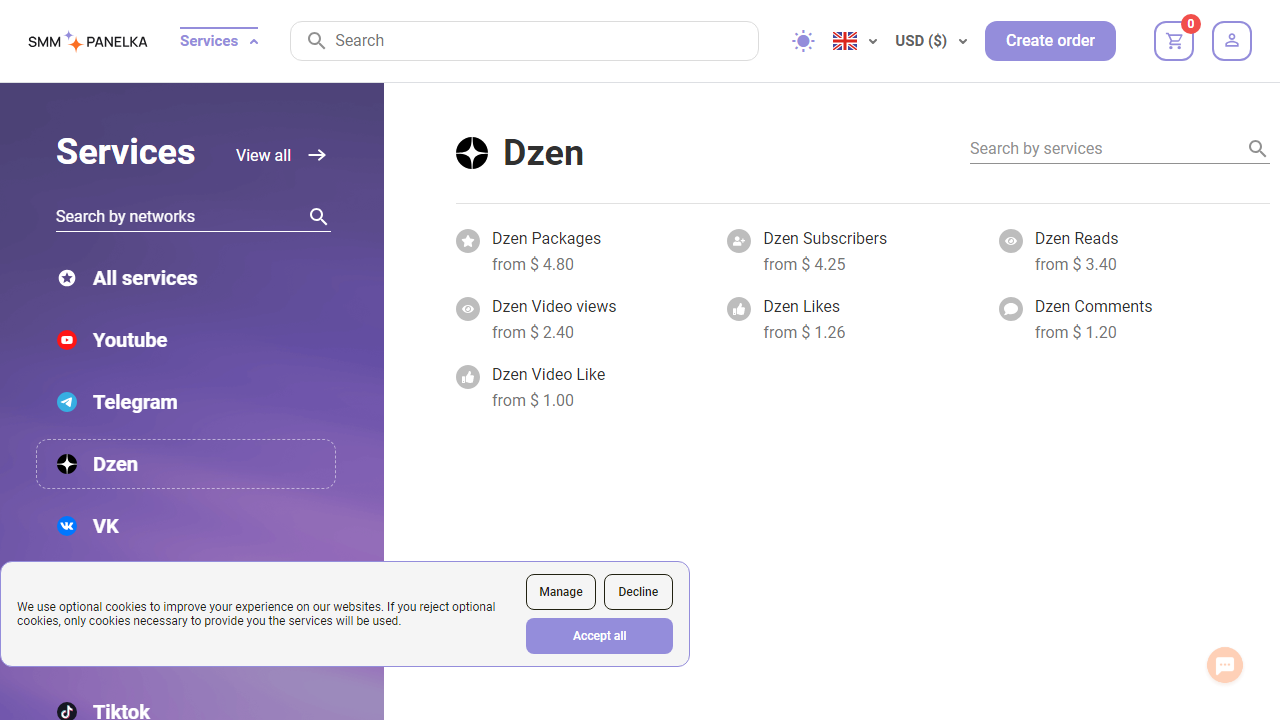 SMM PANELKA
Services
Search
USD ($)
Create order
0
Services
View all
Search by networks
All services
Youtube
Telegram
Dzen
VK
Tiktok
Dzen
Search by services
Dzen Packages
from $ 4.80
Dzen Subscribers
from $ 4.25
Dzen Reads
from $ 3.40
Dzen Video views
from $ 2.40
Dzen Likes
from $ 1.26
Dzen Comments
from $ 1.20
Dzen Video Like
from $ 1.00
We use optional cookies to improve your experience on our websites. If you reject optional
cookies, only cookies necessary to provide you the services will be used.
Manage
Decline
Accept all